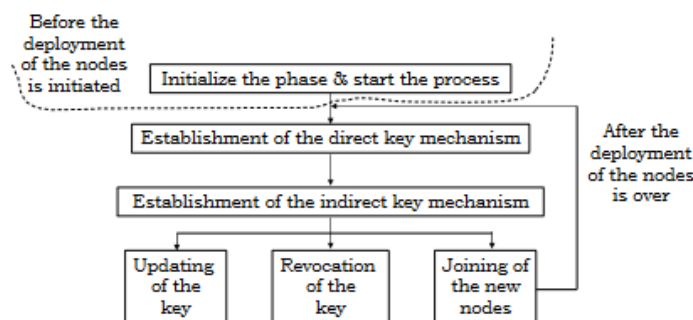 Before the
deployment
of the nodes
is initiated
Initialize the phase & start the process
Establishment of the direct key mechanism
After the
deployment
of the nodes
is over
Establishment of the indirect key mechanism
Updating
of the
key
Revocation
of the
key
Joining of
the new
nodes